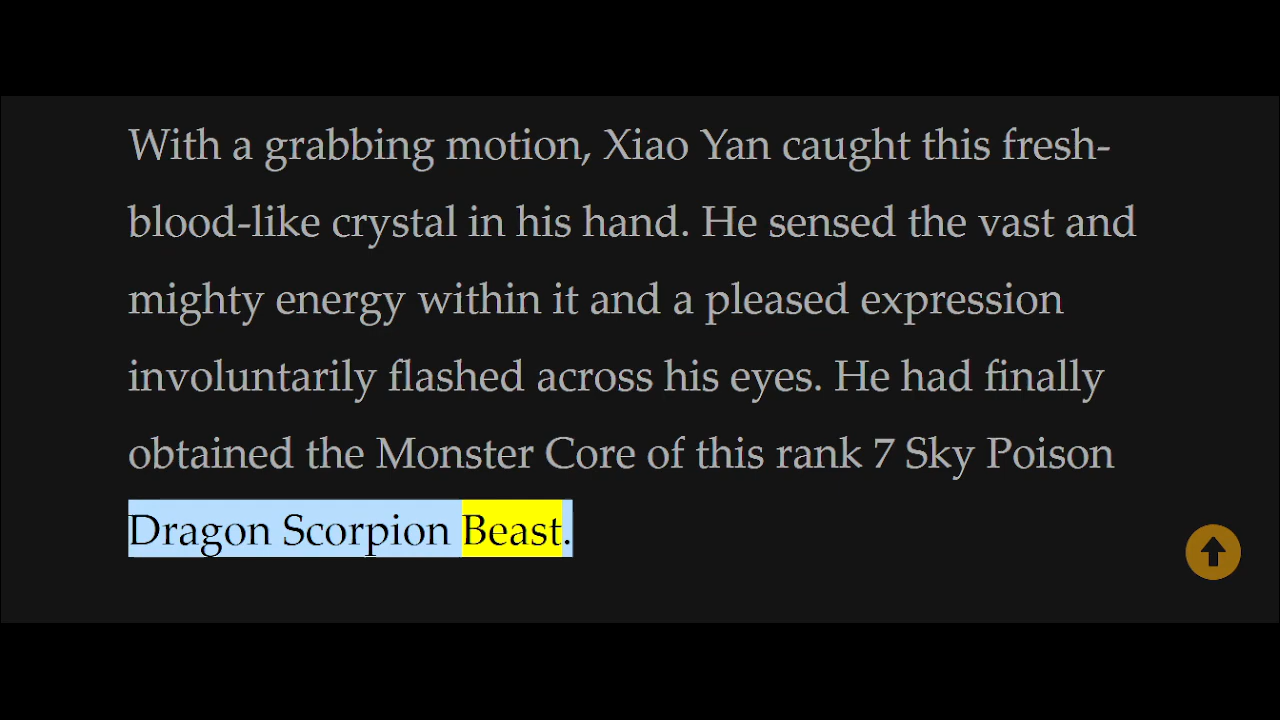 With a grabbing motion, Xiao Yan caught this fresh-
blood-like crystal in his hand. He sensed the vast and
mighty energy within it and a pleased expression
involuntarily flashed across his eyes. He had finally
obtained the Monster Core of this rank 7 Sky Poison
Dragon Scorpion Beast.